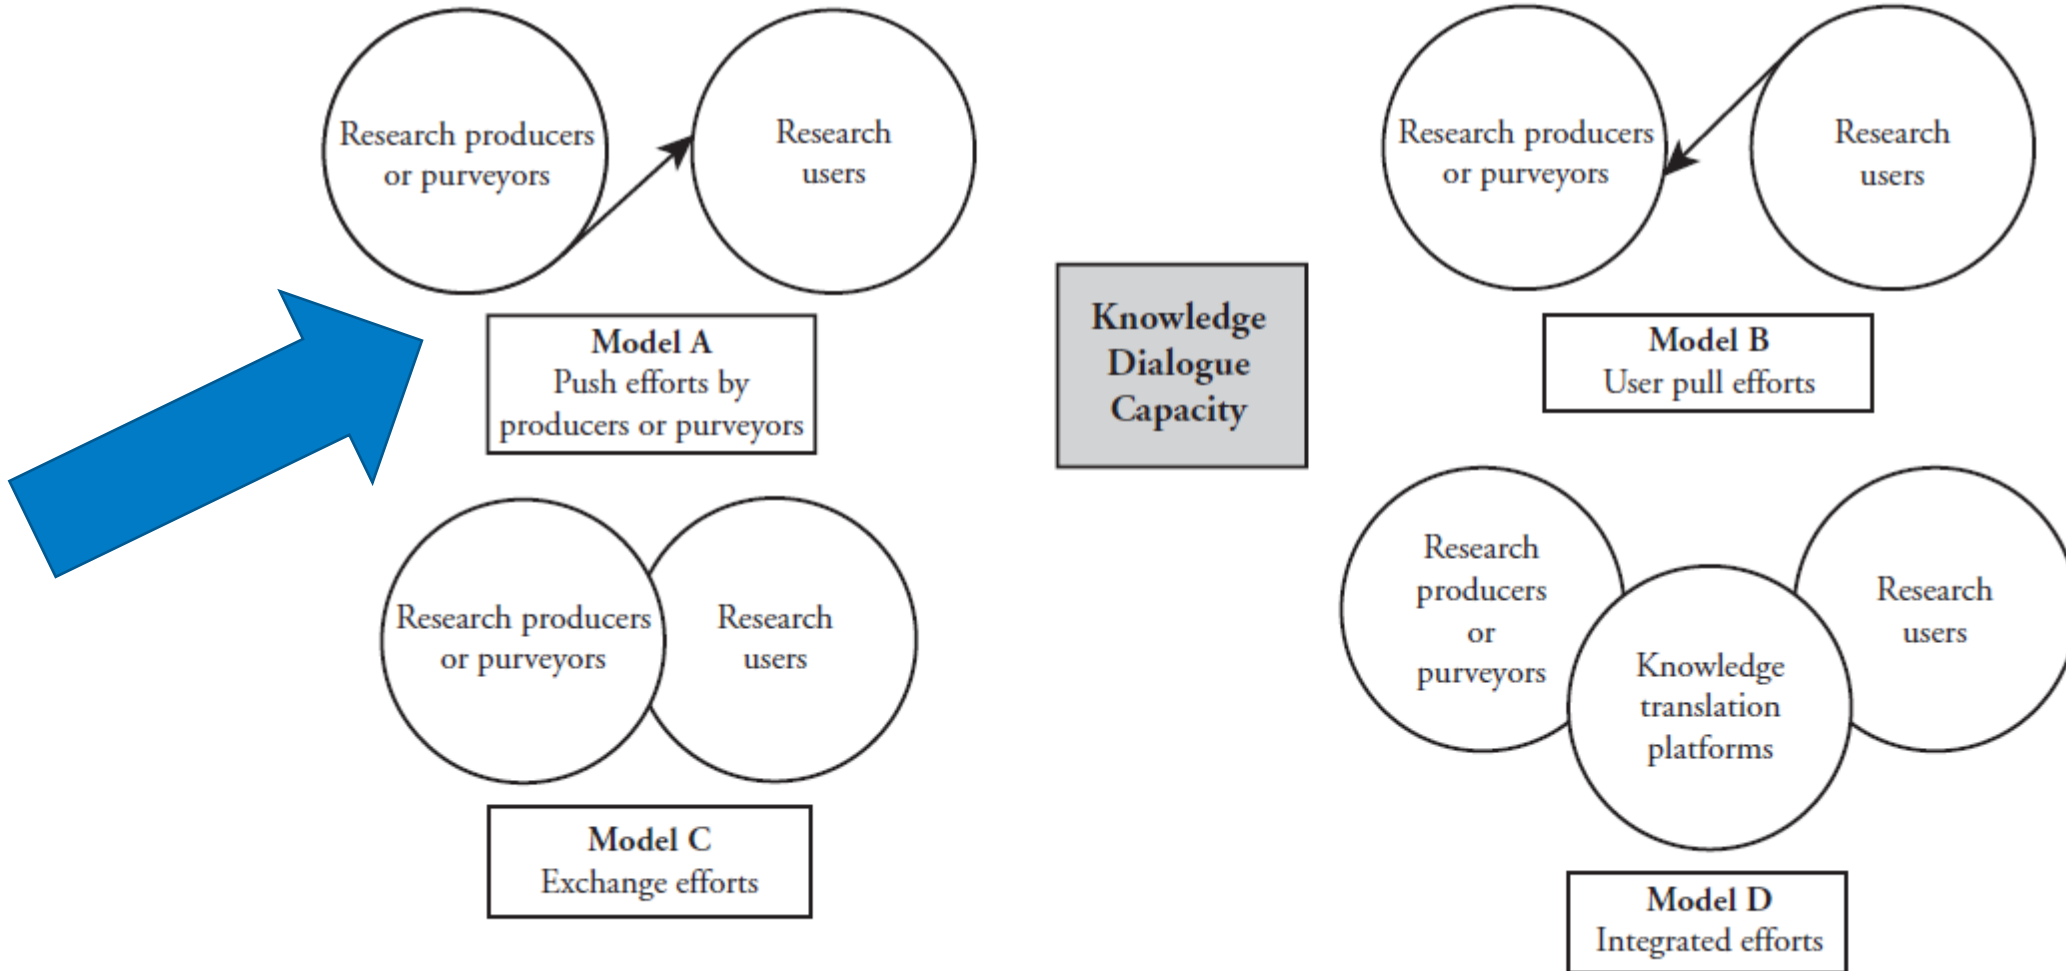 Research producers
or purveyors
Research
users
Model A
Push efforts by
producers or purveyors
Knowledge
Dialogue
Capacity
Research producers
or purveyors
Research
users
Model B
User pull efforts
Research producers
or purveyors
Research
users
Model C
Exchange efforts
Research
producers
or
purveyors
Knowledge
translation
platforms
Research
users
Model D
Integrated efforts